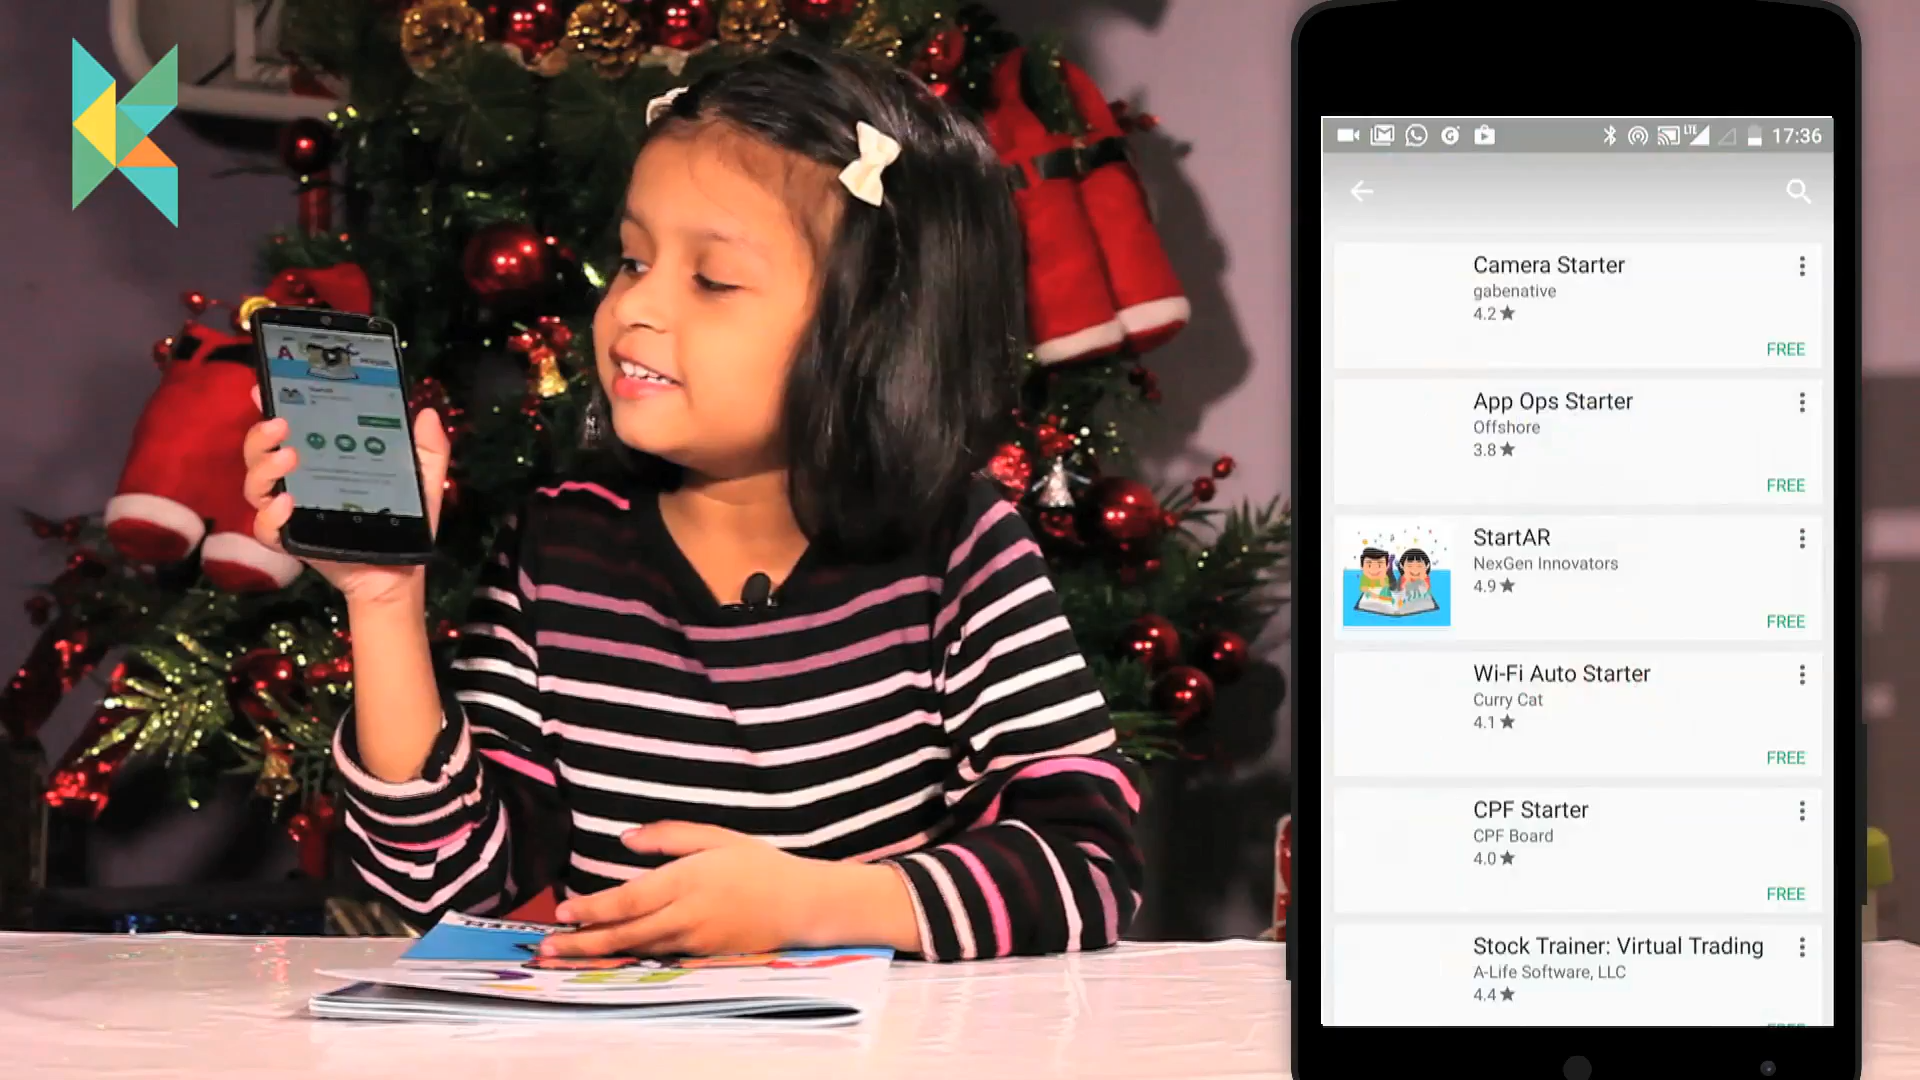 17:36
Camera Starter
gabenative
4.2★
FREE
App Ops Starter
Offshore
3.8★
FREE
StartAR
NexGen Innovators
4.9★
FREE
Wi-Fi Auto Starter
Curry Cat
4.1★
FREE
CPF Starter
CPF Board
4.0★
FREE
Stock Trainer: Virtual Trading
A-Life Software, LLC
4.4★